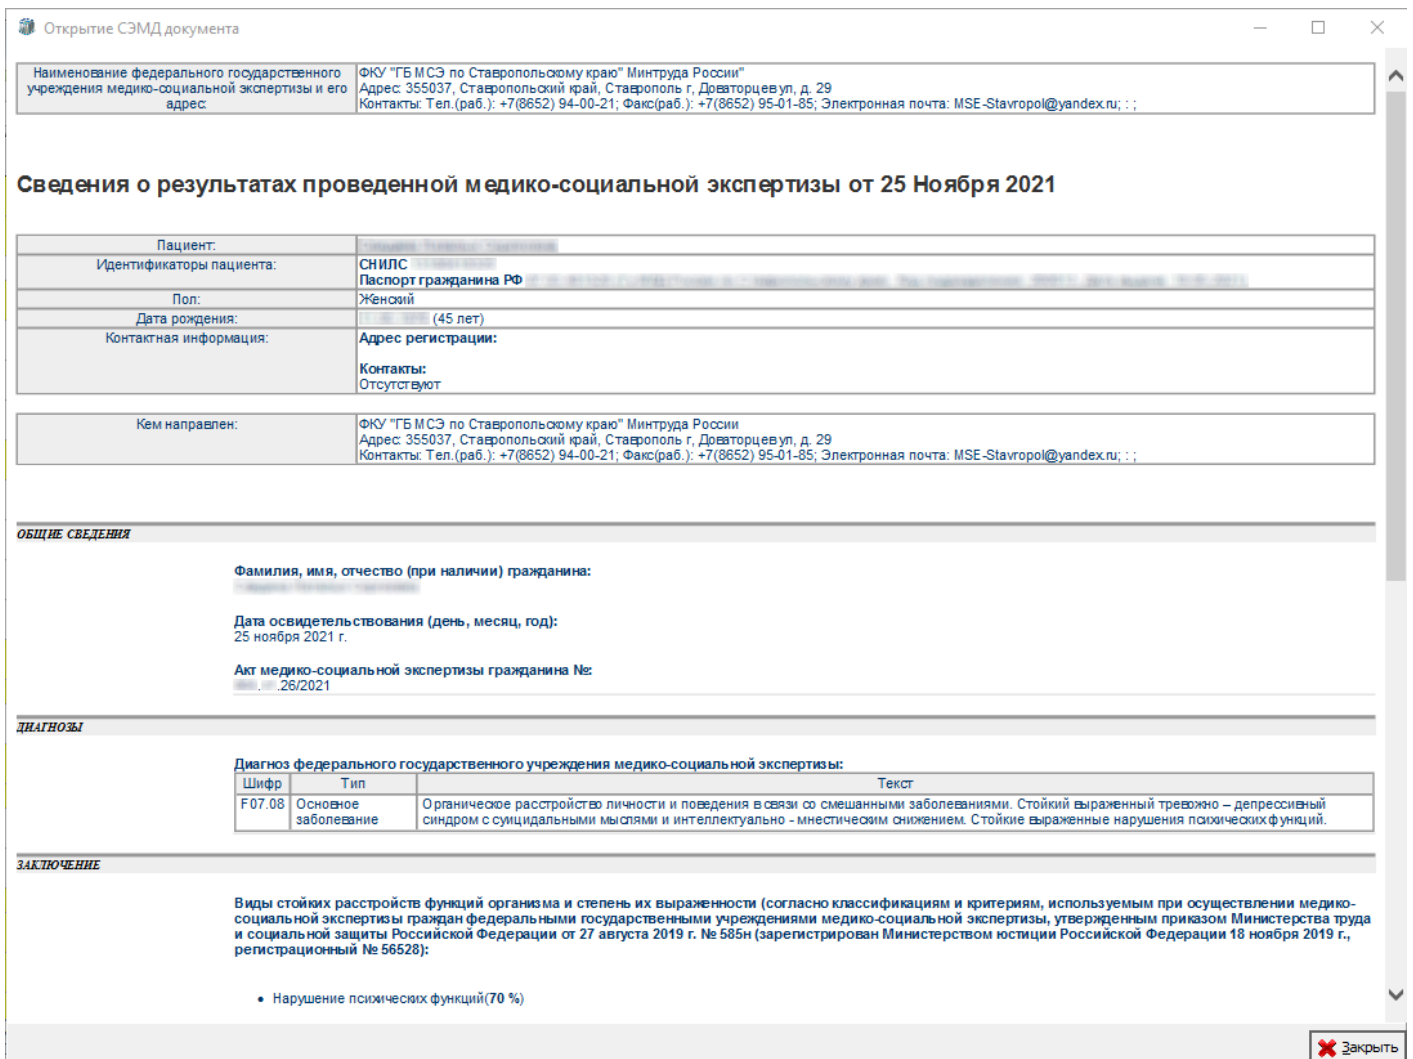 Открытие СЭМД документа
Наименование федерального государственного учреждения медико-социальной экспертизы и его адрес:
ФКУ "ГБ МСЭ по Ставропольскому краю" Минтруда России"
Адрес: 355037, Ставропольский край, Ставрополь г, Доваторцев ул, д. 29
Контакты: Тел.(раб.): +7(8652) 94-00-21; Факс(раб.): +7(8652) 95-01-85; Электронная почта: MSE-Stavropol@yandex.ru; : ;
Сведения о результатах проведенной медико-социальной экспертизы от 25 Ноября 2021
Пациент:
Идентификаторы пациента:
СНИЛС
Паспорт гражданина РФ
Пол:
Женский
Дата рождения:
(45 лет)
Контактная информация:
Адрес регистрации:
Контакты:
Отсутствуют
Кем направлен:
ФКУ "ГБ МСЭ по Ставропольскому краю" Минтруда России
Адрес: 355037, Ставропольский край, Ставрополь г, Доваторцев ул, д. 29
Контакты: Тел.(раб.): +7(8652) 94-00-21; Факс(раб.): +7(8652) 95-01-85; Электронная почта: MSE-Stavropol@yandex.ru; : ;
ОБЩИЕ СВЕДЕНИЯ
Фамилия, имя, отчество (при наличии) гражданина:
Дата освидетельствования (день, месяц, год):
25 ноября 2021 г.
Акт медико-социальной экспертизы гражданина №:
.26/2021
ДИАГНОЗЫ
Диагноз федерального государственного учреждения медико-социальной экспертизы:
Шифр Тип Текст
F07.08
Основное заболевание
Органическое расстройство личности и поведения в связи со смешанными заболеваниями. Стойкий выраженный тревожно – депрессивный
синдром с суицидальными мыслями и интеллектуально - мнестическим снижением. Стойкие выраженные нарушения психических функций.
ЗАКЛЮЧЕНИЕ
Виды стойких расстройств функций организма и степень их выраженности (согласно классификациям и критериям, используемым при осуществлении медико-
социальной экспертизы граждан федеральными государственными учреждениями медико-социальной экспертизы, утвержденным приказом Министерства труда
и социальной защиты Российской Федерации от 27 августа 2019 г. № 585н (зарегистрирован Министерством юстиции Российской Федерации 18 ноября 2019 г.,
регистрационный № 56528):
• Нарушение психических функций(70 %)
Закрыть